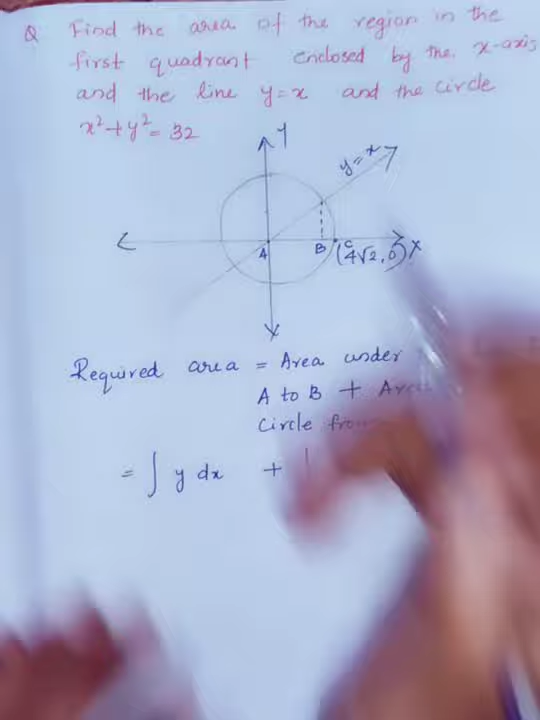 Q Find the area of the region in the
first quadrant enclosed by the x-axis
and the line y=x and the circle
x²+y²=32
Y
y=x
A B C (4√2,0) X
Required area = Area under
A to B +
Circle
= ∫ y dx +